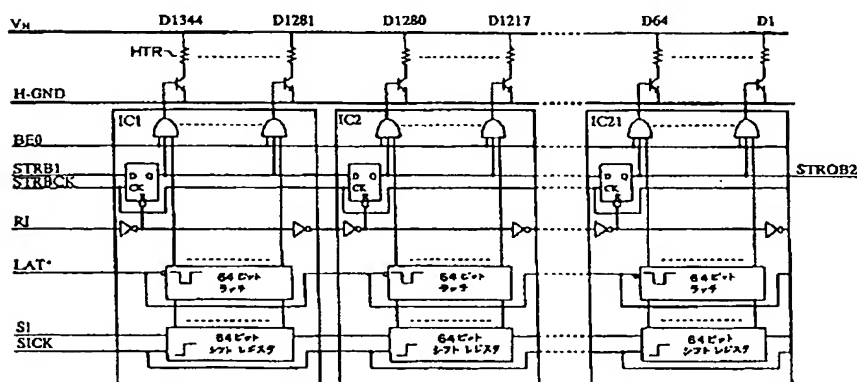 VH D1344 D1281 D1280 D1217 D64 D1
HTR
H-GND
IC1 IC2 IC21
BE0
STRB1 D Q D Q D Q STROB2
STRBCK CK CK CK
RI
LAT*
64ビット 64ビット 64ビット
ラッチ ラッチ ラッチ
SI
64ビット 64ビット 64ビット
SICK
シフトレジスタ シフトレジスタ シフトレジスタ